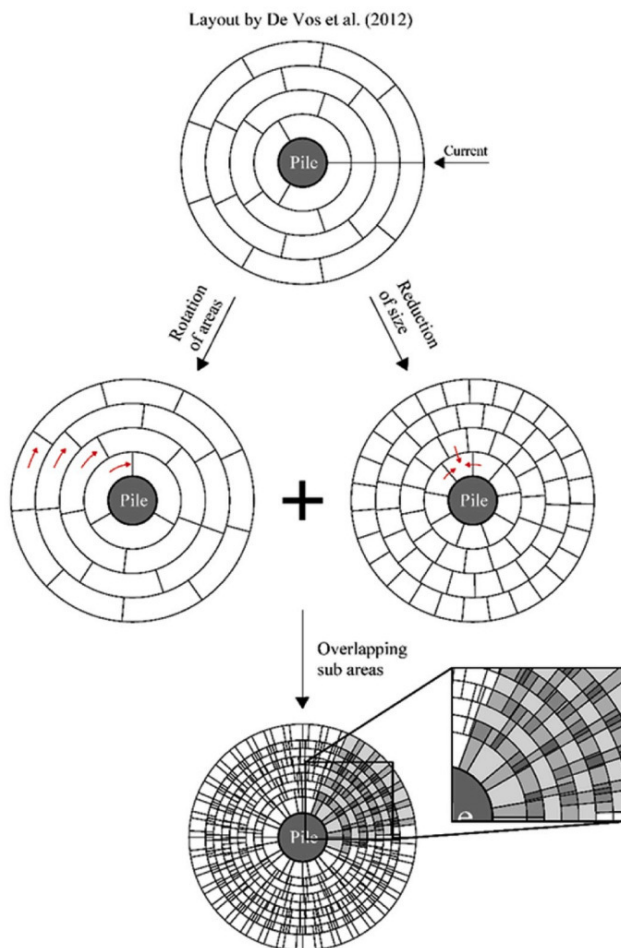 Layout by De Vos et al. (2012)
Pile
Current
Rotation
of areas
Reduction
of size
Pile
+
Pile
Overlapping
sub areas
Pile
e